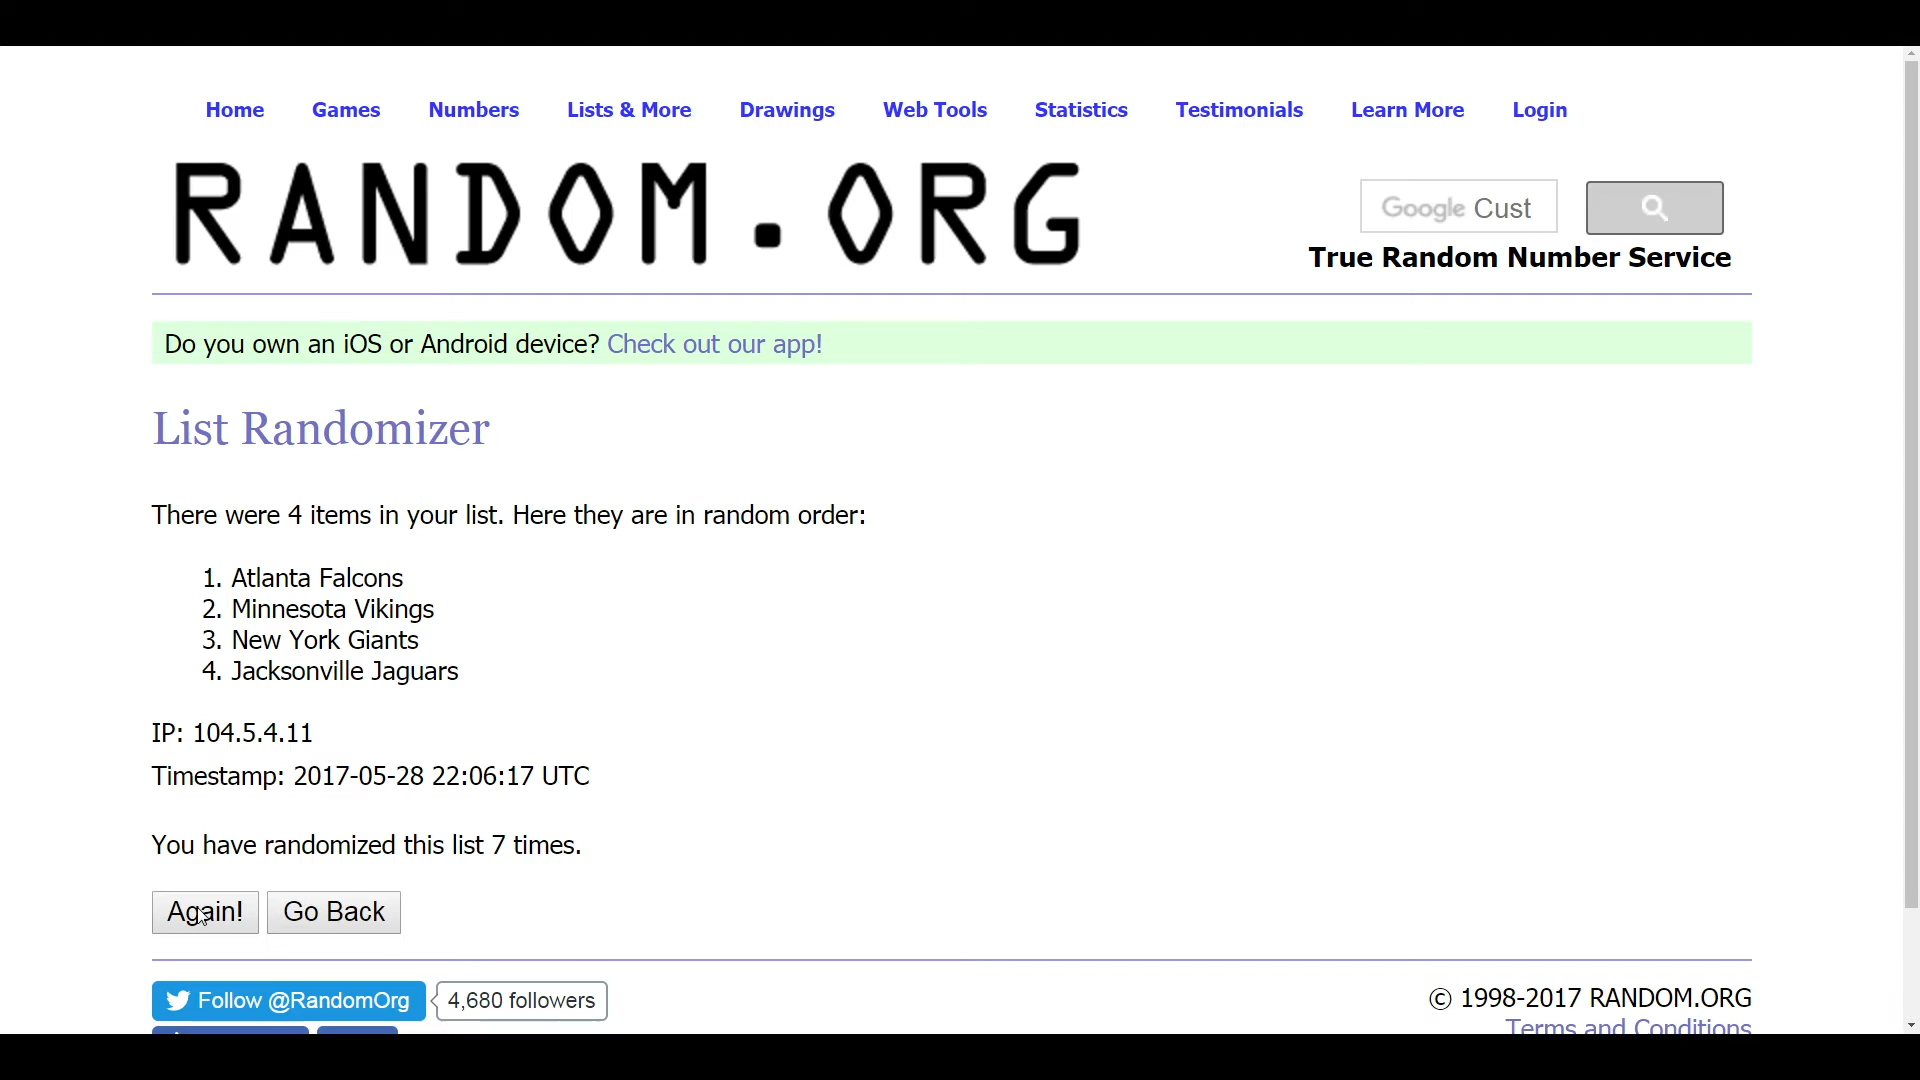 Home Games Numbers Lists & More Drawings Web Tools Statistics Testimonials Learn More Login
RANDOM.ORG
Google Cust
True Random Number Service
Do you own an iOS or Android device? Check out our app!
List Randomizer
There were 4 items in your list. Here they are in random order:
1. Atlanta Falcons
2. Minnesota Vikings
3. New York Giants
4. Jacksonville Jaguars
IP: 104.5.4.11
Timestamp: 2017-05-28 22:06:17 UTC
You have randomized this list 7 times.
Again! Go Back
Follow @RandomOrg 4,680 followers
© 1998-2017 RANDOM.ORG
Terms and Conditions